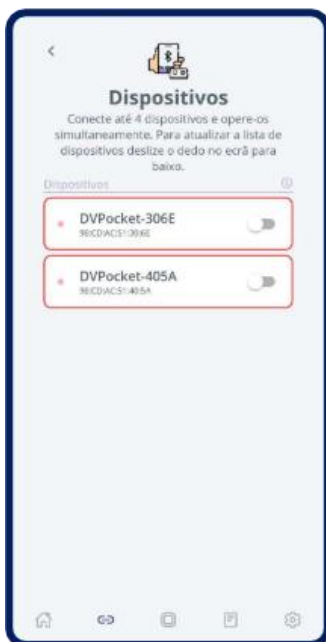 Dispositivos
Conecte até 4 dispositivos e opere-os
simultaneamente. Para atualizar a lista de
dispositivos deslize o dedo no ecrã para
baixo.
Dispositivos
DVPocket-306E
98:CD:AC:51:30:6E
DVPocket-405A
98:CD:AC:51:40:5A